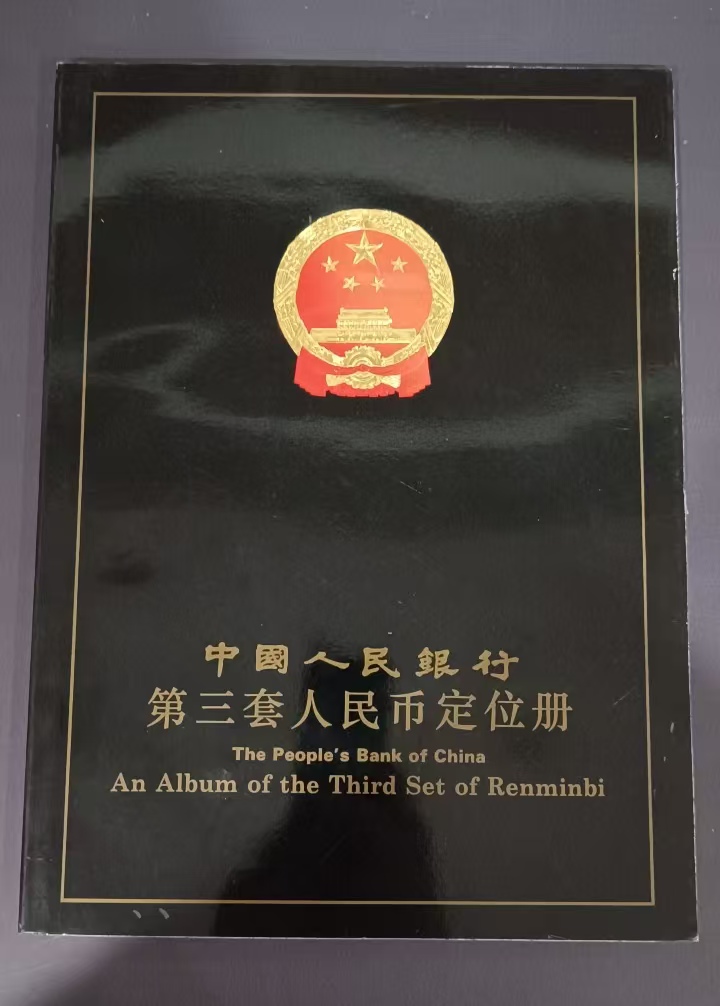 中國人民銀行
第三套人民币定位册
The People's Bank of China
An Album of the Third Set of Renminbi